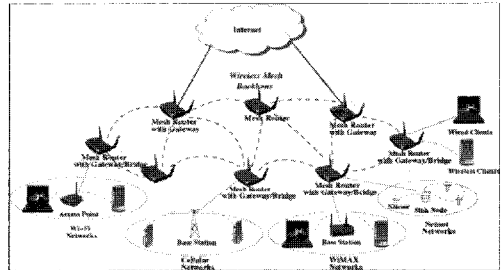 Internet
Wireless Mesh
Backbone
Mesh Router
with Gateway
Mesh Bridge
Mesh Router
with Gateway
Wired Clients
Mesh Router
with Gateway/Bridge
Mesh Router
with Gateway/Bridge
Wireless Clients
Mesh Router
with Gateway/Bridge
Mesh Router
with Gateway/Bridge
Access Point
Wi-Fi
Networks
Base Station
Cellular
Networks
Base Station
WiMAX
Networks
Sink Node
Sensor
Networks